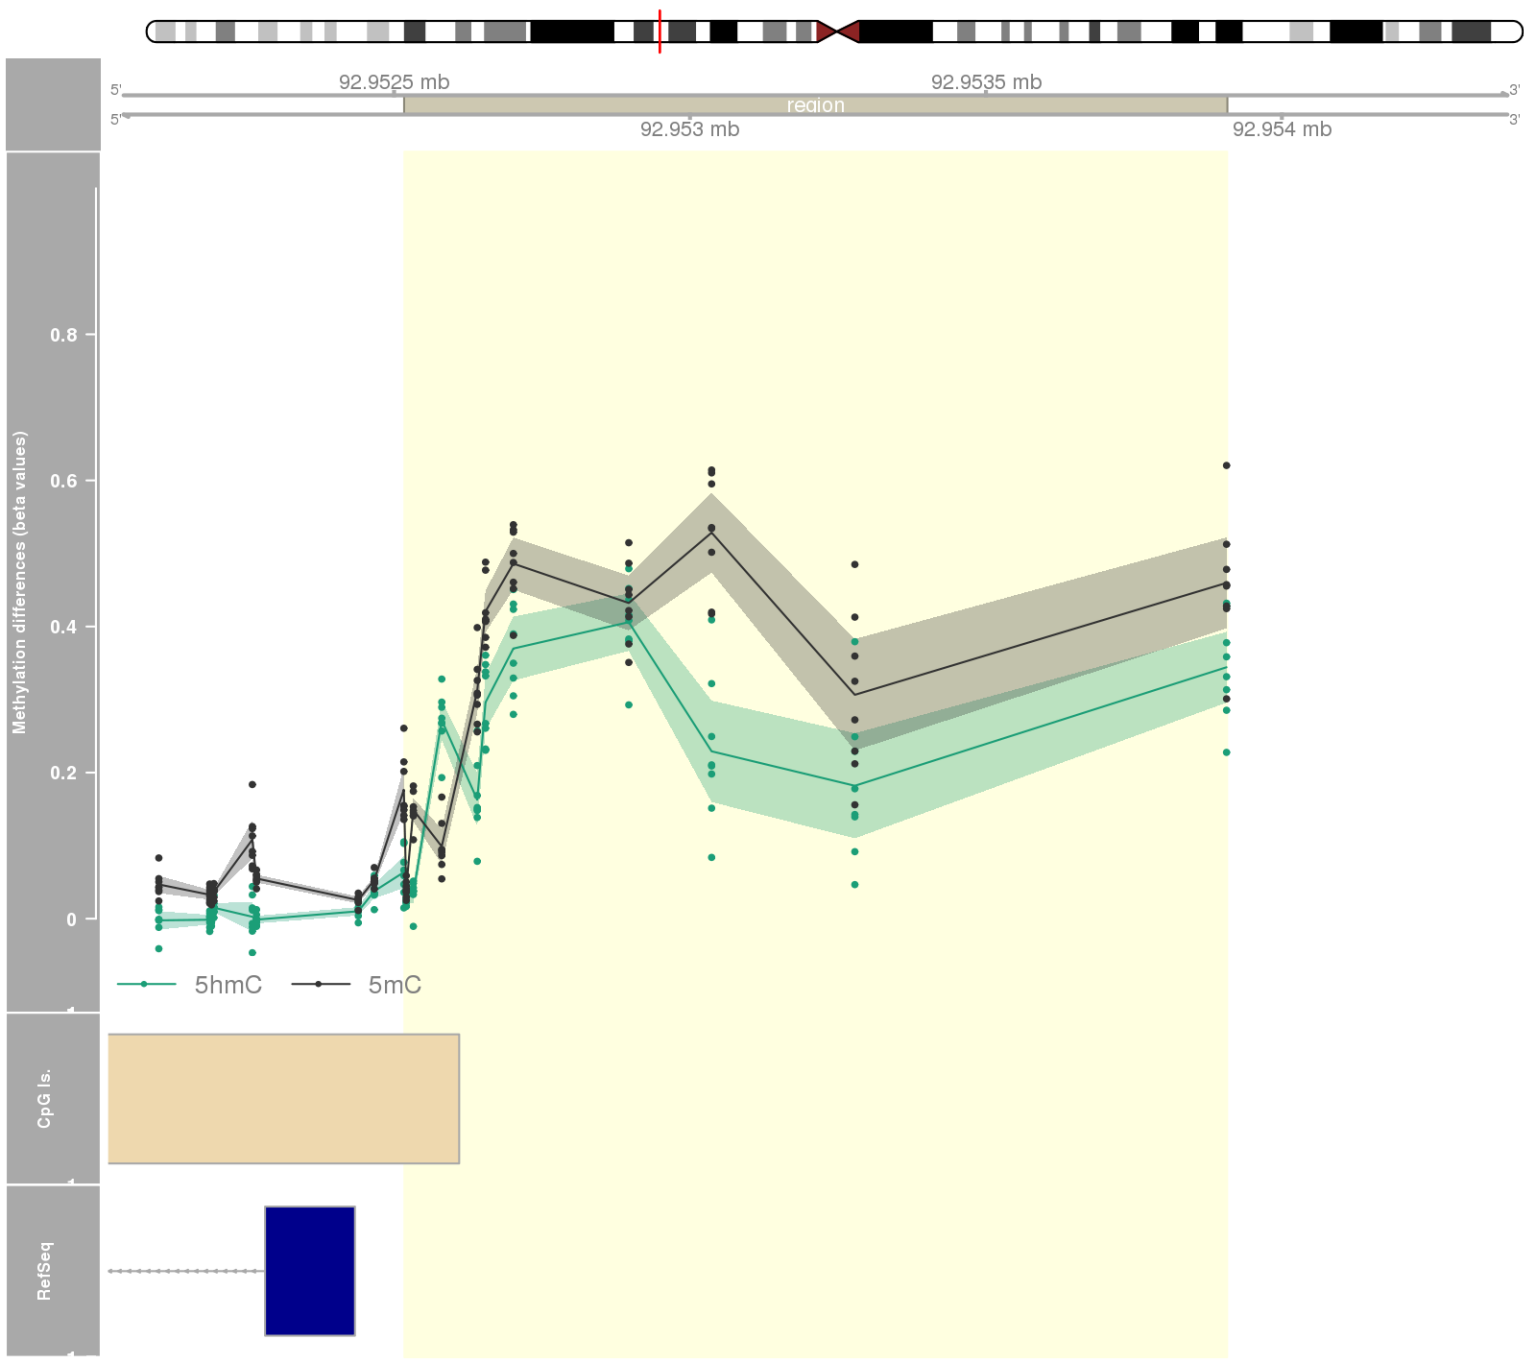 92.9525 mb
92.9535 mb
5'
3'
region
5'
3'
92.953 mb
92.954 mb
Methylation differences (beta values)
0.8
0.6
0.4
0.2
0
5hmC
5mC
CpG Is.
RefSeq